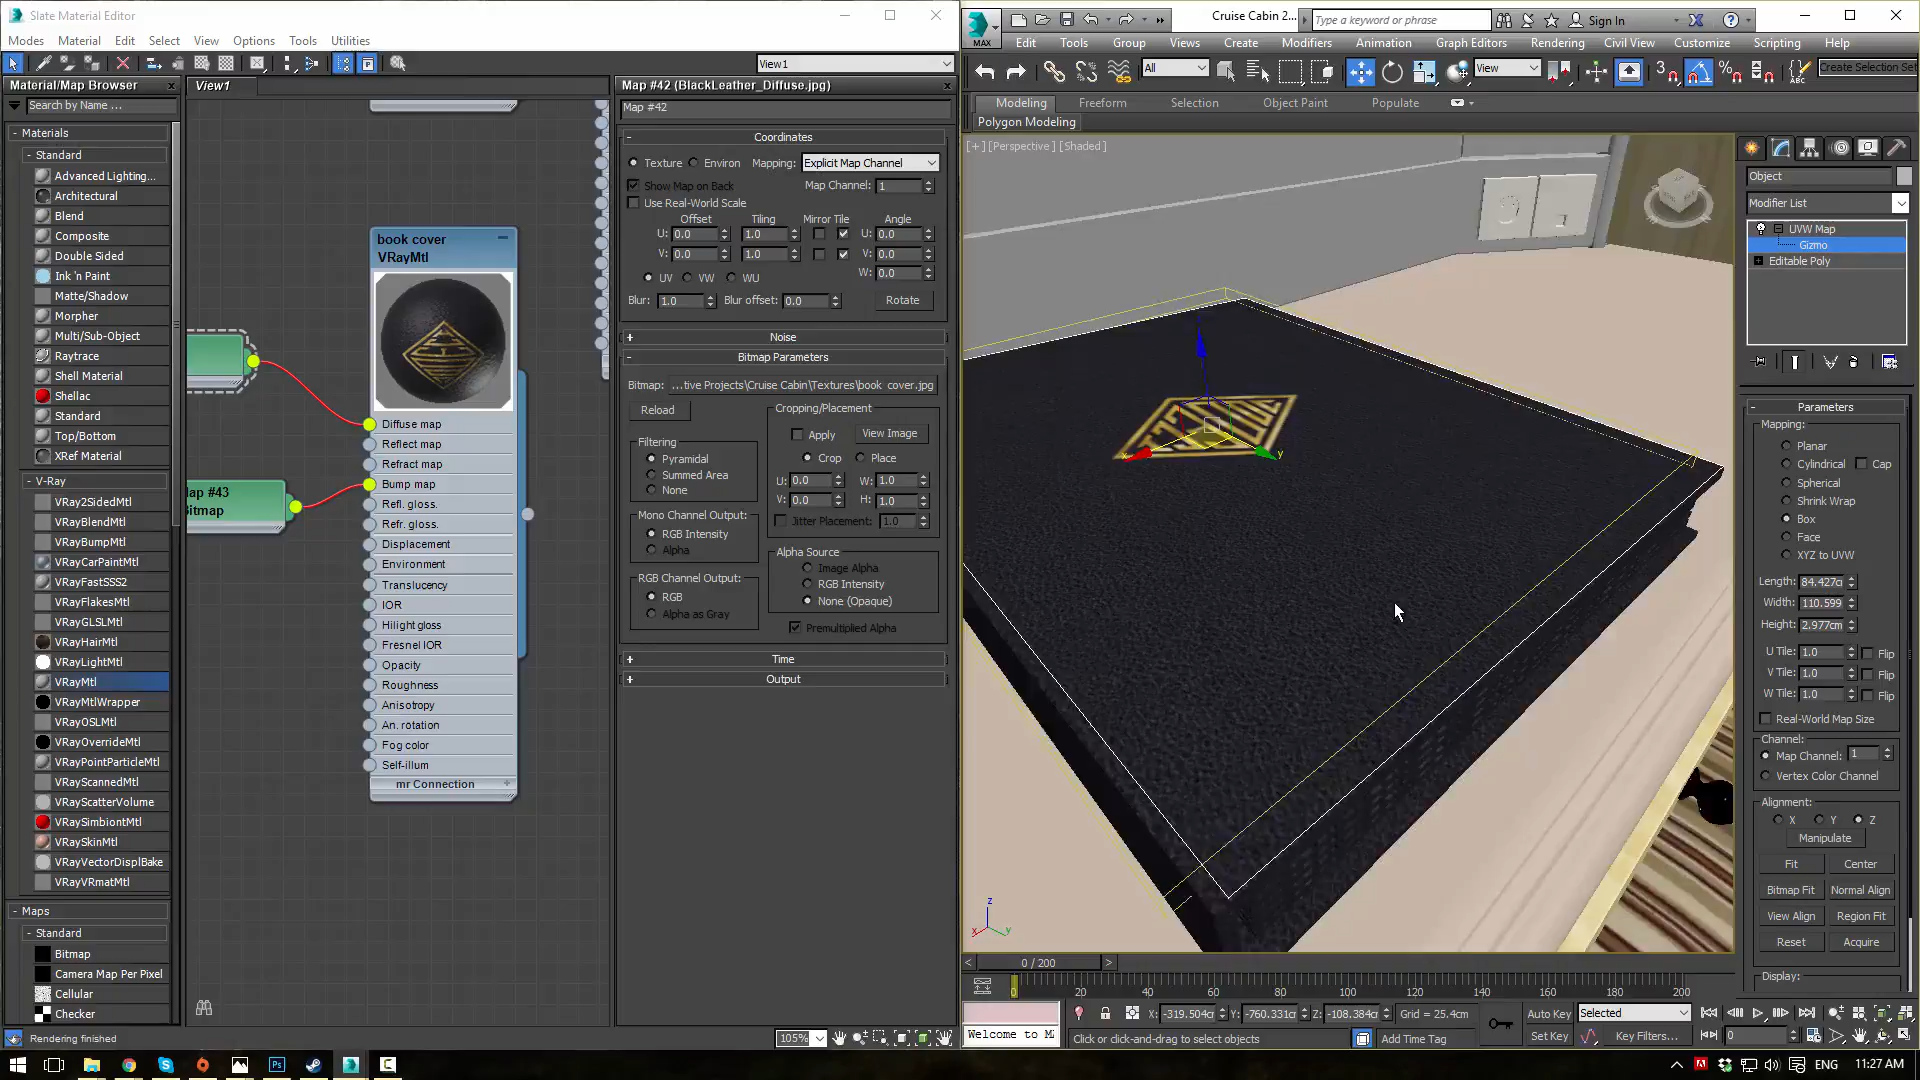 Slate Material Editor
Modes Material Edit Select View Options Tools Utilities
View1
Material/Map Browser
Search by Name ...
- Materials
- Standard
Advanced Lighting...
Architectural
Blend
Composite
Double Sided
Ink 'n Paint
Matte/Shadow
Morpher
Multi/Sub-Object
Raytrace
Shell Material
Shellac
Standard
Top/Bottom
XRef Material
- V-Ray
VRay2SidedMtl
VRayBlendMtl
VRayBumpMtl
VRayCarPaintMtl
VRayFastSSS2
VRayFlakesMtl
VRayGLSLMtl
VRayHairMtl
VRayLightMtl
VRayMtl
VRayMtlWrapper
VRayOSLMtl
VRayOverrideMtl
VRayPointParticleMtl
VRayScannedMtl
VRayScatterVolume
VRaySimbiontMtl
VRaySkinMtl
VRayVectorDisplBake
VRayVRmatMtl
- Maps
- Standard
Bitmap
Camera Map Per Pixel
Cellular
Checker
Rendering finished
View1
book cover
VRayMtl
Diffuse map
Reflect map
Refract map
Bump map
Refl. gloss.
Refr. gloss.
Displacement
Environment
Translucency
IOR
Hilight gloss
Fresnel IOR
Opacity
Roughness
Anisotropy
An. rotation
Fog color
Self-illum
mr Connection +
ap #43
Bitmap
105%
Map #42 (BlackLeather_Diffuse.jpg)
Map #42
- Coordinates
Texture Environ Mapping: Explicit Map Channel
Show Map on Back Map Channel: 1
Use Real-World Scale
Offset Tiling Mirror Tile Angle
U: 0.0 1.0 U: 0.0
V: 0.0 1.0 V: 0.0
W: 0.0
UV VW WU
Blur: 1.0 Blur offset: 0.0 Rotate
+ Noise
- Bitmap Parameters
Bitmap: ...tive Projects\Cruise Cabin\Textures\book cover.jpg
Reload
Cropping/Placement
Apply View Image
Crop Place
U: 0.0 W: 1.0
V: 0.0 H: 1.0
Jitter Placement: 1.0
Filtering
Pyramidal
Summed Area
None
Mono Channel Output:
RGB Intensity
Alpha
RGB Channel Output:
RGB
Alpha as Gray
Alpha Source
Image Alpha
RGB Intensity
None (Opaque)
Premultiplied Alpha
+ Time
+ Output
MAX
Cruise Cabin 2...
Type a keyword or phrase
Sign In
Edit Tools Group Views Create Modifiers Animation Graph Editors Rendering Civil View Customize Scripting Help
All
View
3
Create Selection Set
Modeling Freeform Selection Object Paint Populate
Polygon Modeling
[+] [Perspective] [Shaded]
x
y
z
x
y
Object
Modifier List
UVW Map
Gizmo
Editable Poly
- Parameters
Mapping:
Planar
Cylindrical Cap
Spherical
Shrink Wrap
Box
Face
XYZ to UVW
Length: 84.427c
Width: 110.599
Height: 2.977cm
U Tile: 1.0 Flip
V Tile: 1.0 Flip
W Tile: 1.0 Flip
Real-World Map Size
Channel:
Map Channel: 1
Vertex Color Channel
Alignment:
X Y Z
Manipulate
Fit Center
Bitmap Fit Normal Align
View Align Region Fit
Reset Acquire
Display:
< 0 / 200 >
0 20 40 60 80 100 120 140 160 180 200
X: -319.504c Y: -760.331c Z: -108.384c Grid = 25.4cm
Auto Key Selected
Welcome to M
Click or click-and-drag to select objects
Add Time Tag
Set Key Key Filters...
0
ENG 11:27 AM